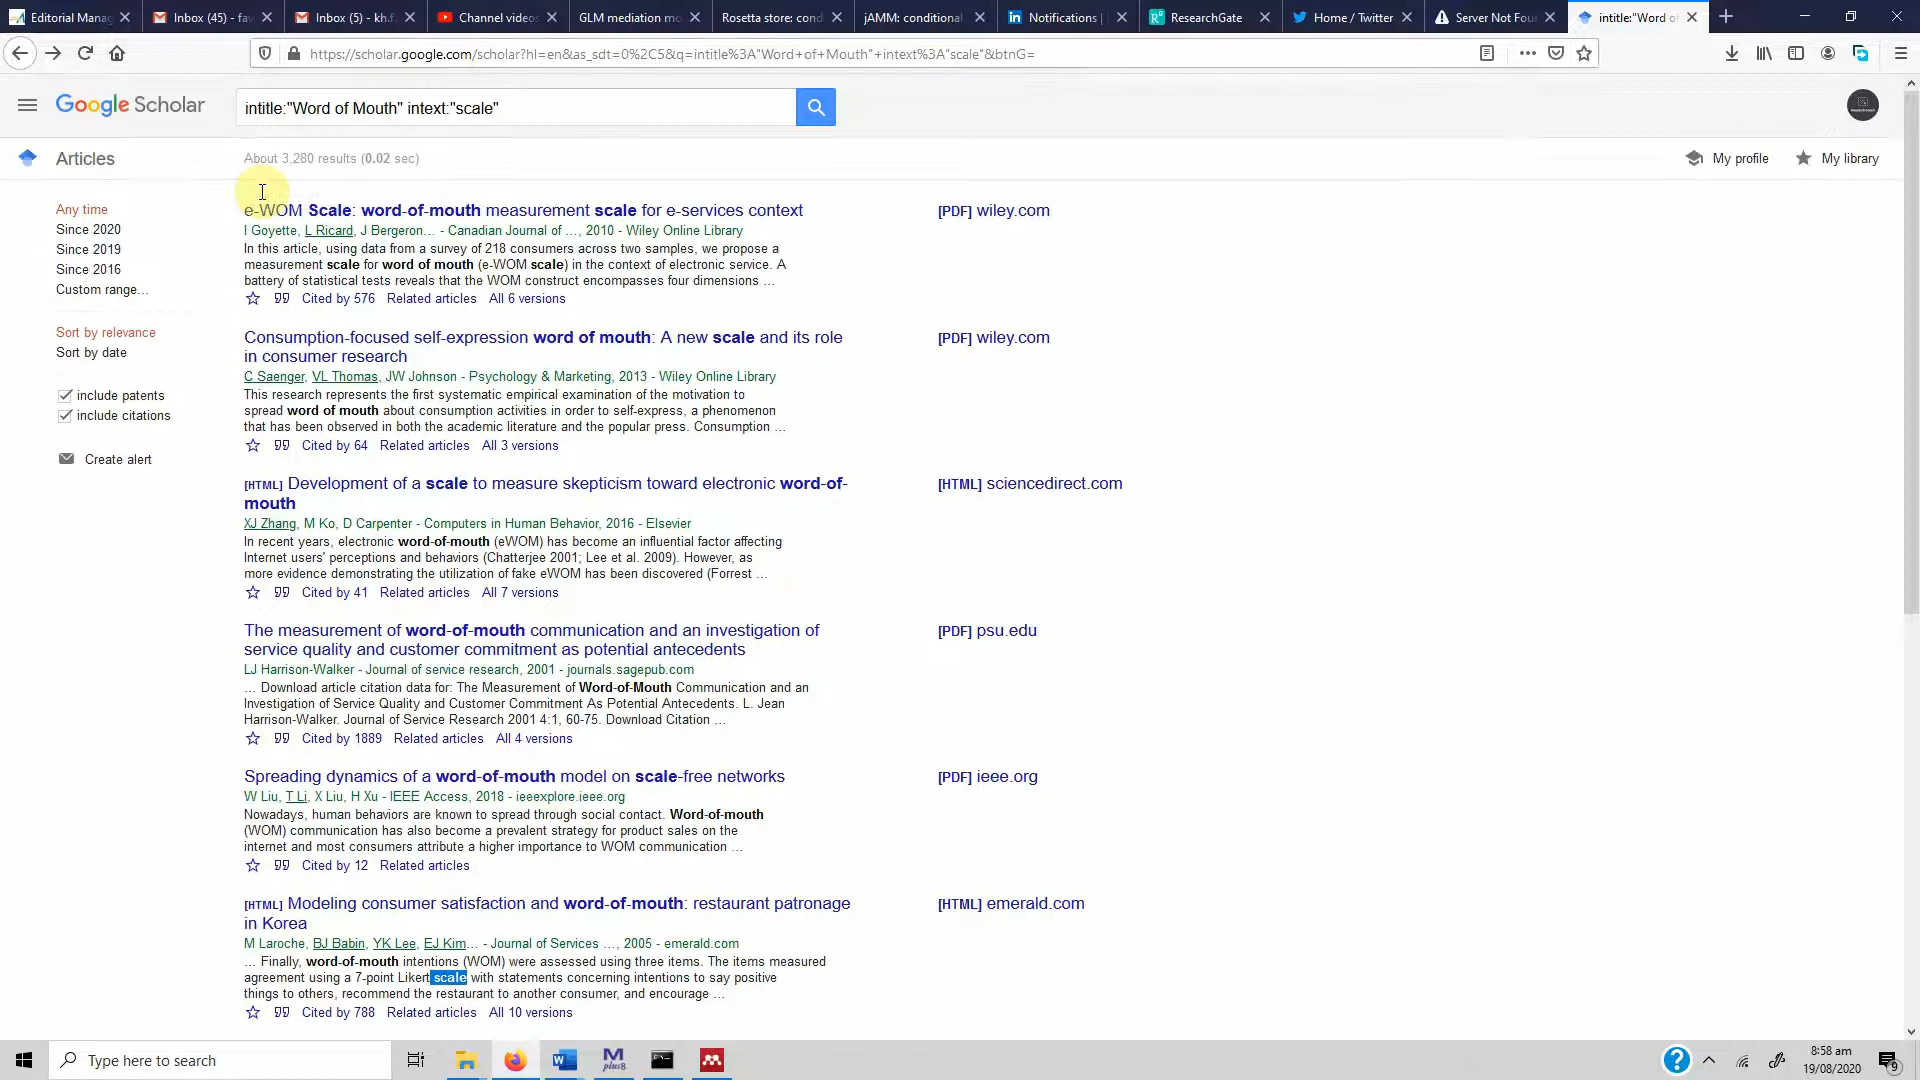 Editorial Manag
Inbox (45) - fav
Inbox (5) - kh.f
Channel videos
GLM mediation mo
Rosetta store: cond
jAMM: conditional
Notifications |
ResearchGate
Home / Twitter
Server Not Fou
intitle:"Word of
https://scholar.google.com/scholar?hl=en&as_sdt=0%2C5&q=intitle%3A"Word+of+Mouth"+intext%3A"scale"&btnG=
Google Scholar
intitle:"Word of Mouth" intext:"scale"
Articles
About 3,280 results (0.02 sec)
My profile
My library
Any time
Since 2020
Since 2019
Since 2016
Custom range...
Sort by relevance
Sort by date
include patents
include citations
Create alert
e-WOM Scale: word-of-mouth measurement scale for e-services context
I Goyette, L Ricard, J Bergeron… - Canadian Journal of …, 2010 - Wiley Online Library
In this article, using data from a survey of 218 consumers across two samples, we propose a
measurement scale for word of mouth (e-WOM scale) in the context of electronic service. A
battery of statistical tests reveals that the WOM construct encompasses four dimensions …
Cited by 576 Related articles All 6 versions
[PDF] wiley.com
Consumption-focused self-expression word of mouth: A new scale and its role
in consumer research
C Saenger, VL Thomas, JW Johnson - Psychology & Marketing, 2013 - Wiley Online Library
This research represents the first systematic empirical examination of the motivation to
spread word of mouth about consumption activities in order to self-express, a phenomenon
that has been observed in both the academic literature and the popular press. Consumption …
Cited by 64 Related articles All 3 versions
[PDF] wiley.com
[HTML] Development of a scale to measure skepticism toward electronic word-of-
mouth
XJ Zhang, M Ko, D Carpenter - Computers in Human Behavior, 2016 - Elsevier
In recent years, electronic word-of-mouth (eWOM) has become an influential factor affecting
Internet users' perceptions and behaviors (Chatterjee 2001; Lee et al. 2009). However, as
more evidence demonstrating the utilization of fake eWOM has been discovered (Forrest …
Cited by 41 Related articles All 7 versions
[HTML] sciencedirect.com
The measurement of word-of-mouth communication and an investigation of
service quality and customer commitment as potential antecedents
LJ Harrison-Walker - Journal of service research, 2001 - journals.sagepub.com
… Download article citation data for: The Measurement of Word-of-Mouth Communication and an
Investigation of Service Quality and Customer Commitment As Potential Antecedents. L. Jean
Harrison-Walker. Journal of Service Research 2001 4:1, 60-75. Download Citation …
Cited by 1889 Related articles All 4 versions
[PDF] psu.edu
Spreading dynamics of a word-of-mouth model on scale-free networks
W Liu, T Li, X Liu, H Xu - IEEE Access, 2018 - ieeexplore.ieee.org
Nowadays, human behaviors are known to spread through social contact. Word-of-mouth
(WOM) communication has also become a prevalent strategy for product sales on the
internet and most consumers attribute a higher importance to WOM communication …
Cited by 12 Related articles
[PDF] ieee.org
[HTML] Modeling consumer satisfaction and word-of-mouth: restaurant patronage
in Korea
M Laroche, BJ Babin, YK Lee, EJ Kim… - Journal of Services …, 2005 - emerald.com
… Finally, word-of-mouth intentions (WOM) were assessed using three items. The items measured
agreement using a 7-point Likert scale with statements concerning intentions to say positive
things to others, recommend the restaurant to another consumer, and encourage …
Cited by 788 Related articles All 10 versions
[HTML] emerald.com
Type here to search
8:58 am
19/08/2020
9